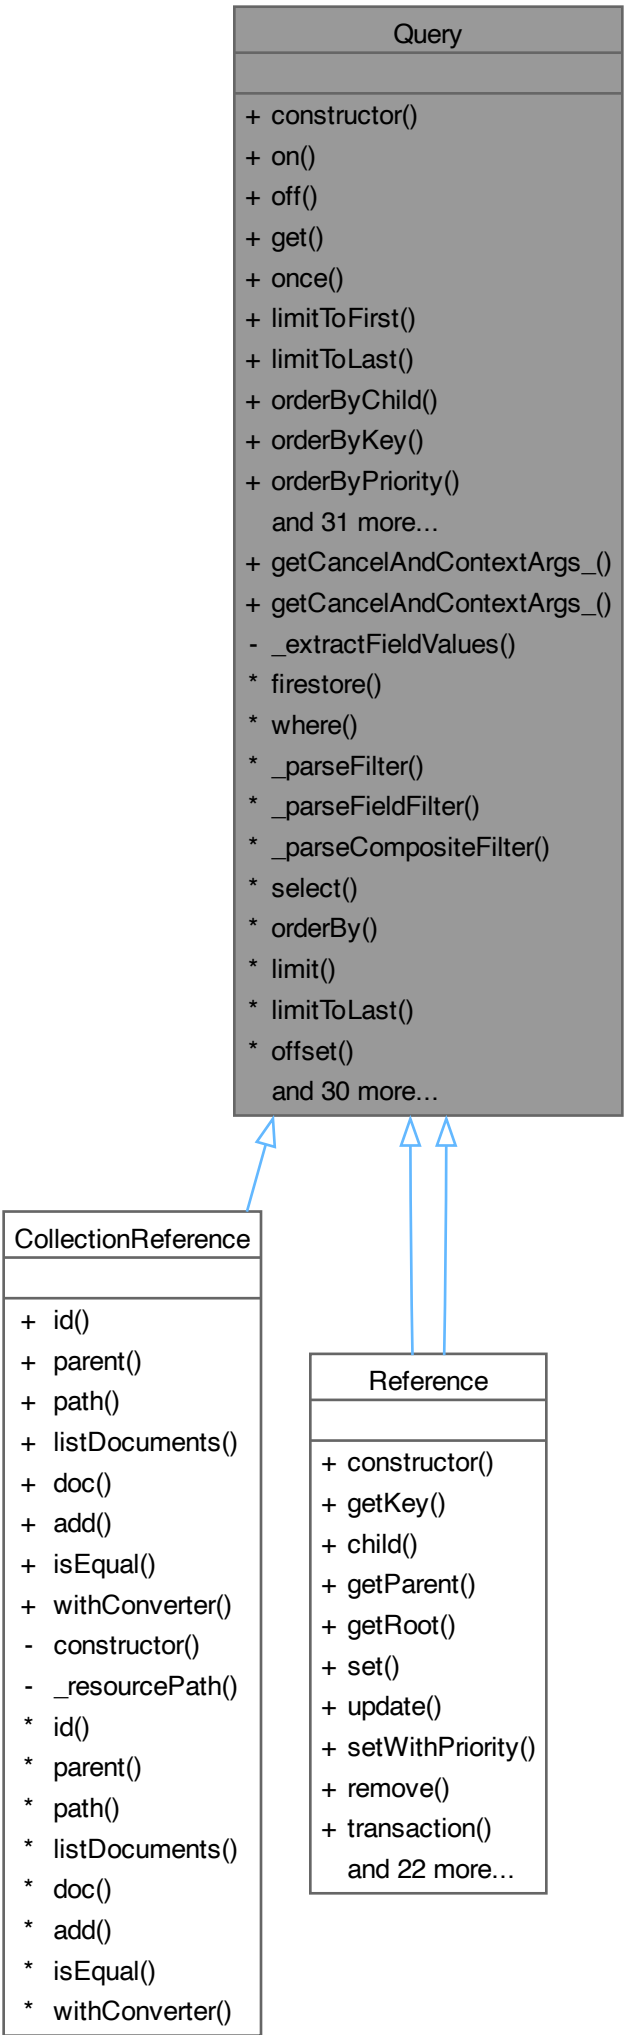 Query
+ constructor()
+ on()
+ off()
+ get()
+ once()
+ limitToFirst()
+ limitToLast()
+ orderByChild()
+ orderByKey()
+ orderByPriority()
and 31 more...
+ getCancelAndContextArgs_()
+ getCancelAndContextArgs_()
- _extractFieldValues()
* firestore()
* where()
* _parseFilter()
* _parseFieldFilter()
* _parseCompositeFilter()
* select()
* orderBy()
* limit()
* limitToLast()
* offset()
and 30 more...
CollectionReference
+ id()
+ parent()
+ path()
+ listDocuments()
+ doc()
+ add()
+ isEqual()
+ withConverter()
- constructor()
- _resourcePath()
* id()
* parent()
* path()
* listDocuments()
* doc()
* add()
* isEqual()
* withConverter()
Reference
+ constructor()
+ getKey()
+ child()
+ getParent()
+ getRoot()
+ set()
+ update()
+ setWithPriority()
+ remove()
+ transaction()
and 22 more...